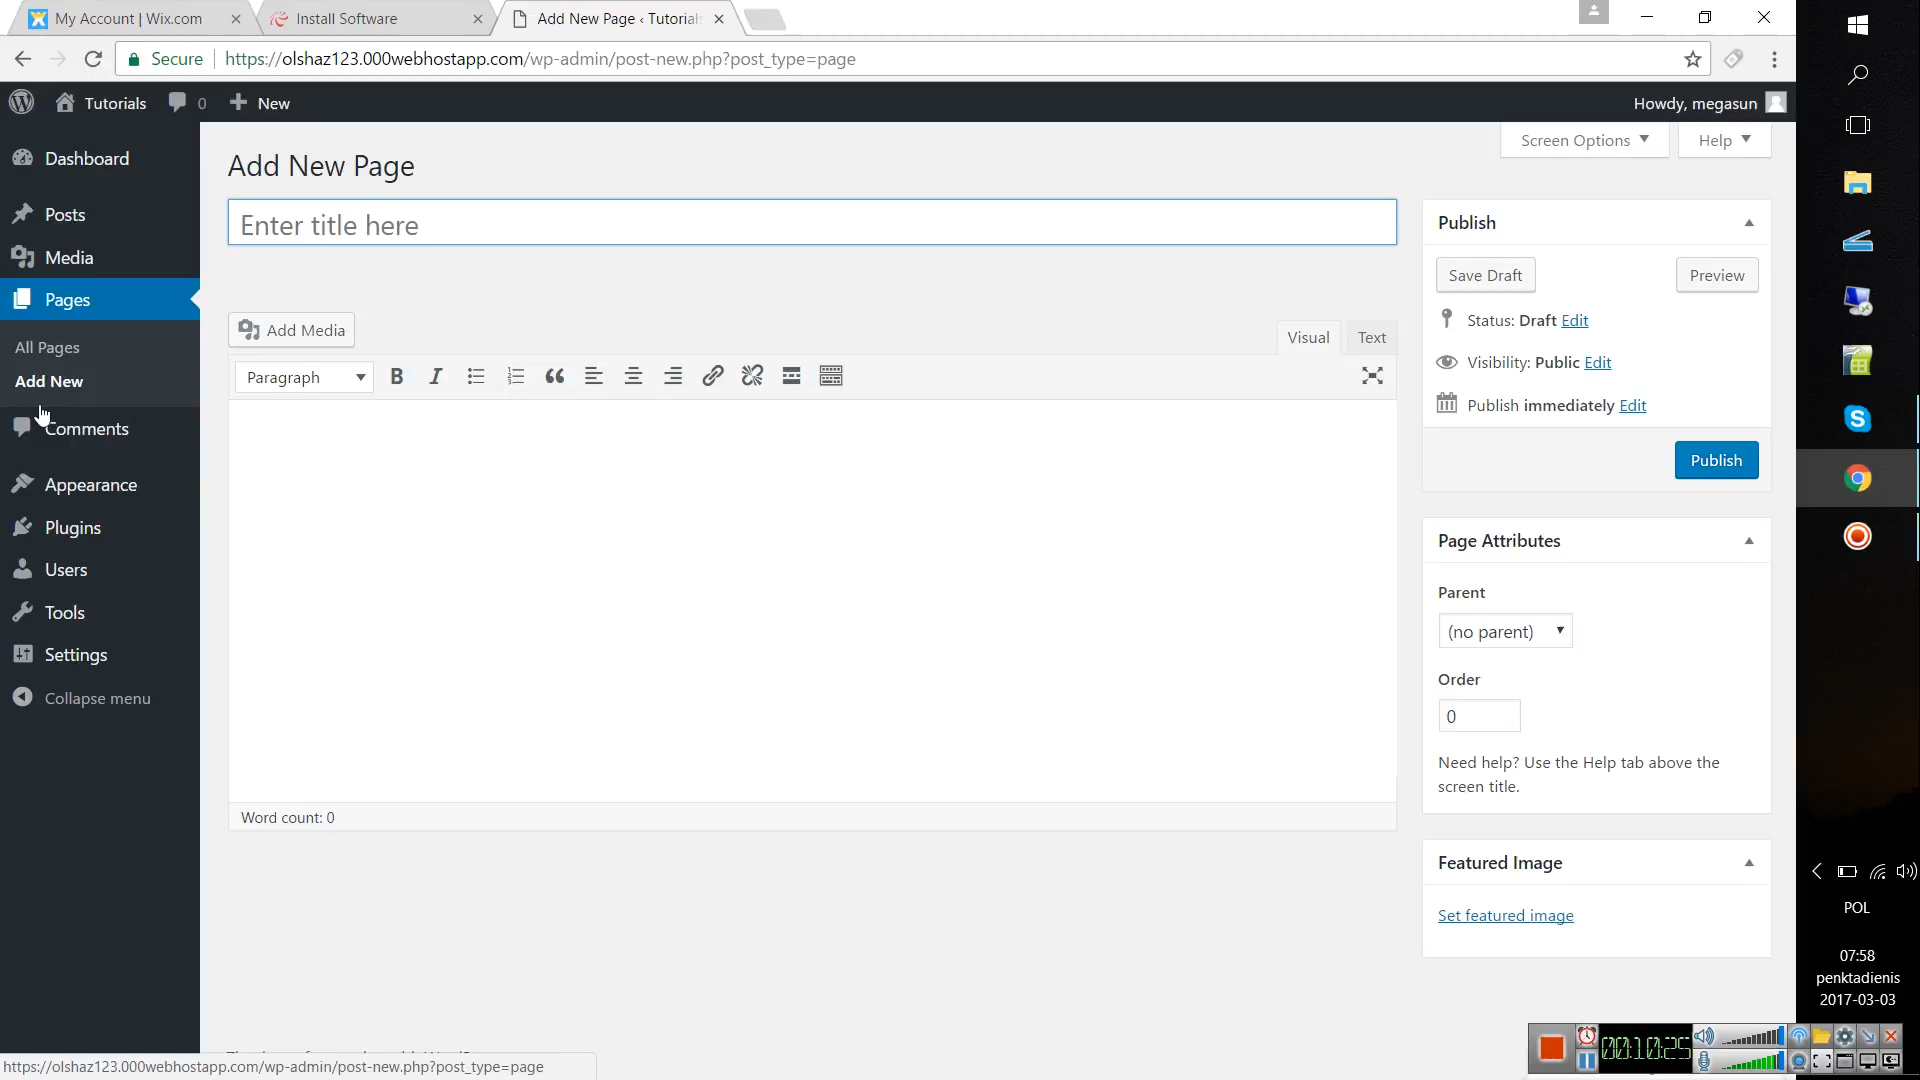 My Account | Wix.com
Install Software
Add New Page ‹ Tutorial
Secure
https://olshaz123.000webhostapp.com/wp-admin/post-new.php?post_type=page
Tutorials
0
New
Howdy, megasun
Screen Options
Help
Dashboard
Posts
Media
Pages
All Pages
Add New
Comments
Appearance
Plugins
Users
Tools
Settings
Collapse menu
Add New Page
Enter title here
Add Media
Visual
Text
Paragraph
B
I
Word count: 0
Publish
Save Draft
Preview
Status: Draft Edit
Visibility: Public Edit
Publish immediately Edit
Publish
Page Attributes
Parent
(no parent)
Order
0
Need help? Use the Help tab above the
screen title.
Featured Image
Set featured image
POL
07:58
penktadienis
2017-03-03
00:10:25
https://olshaz123.000webhostapp.com/wp-admin/post-new.php?post_type=page